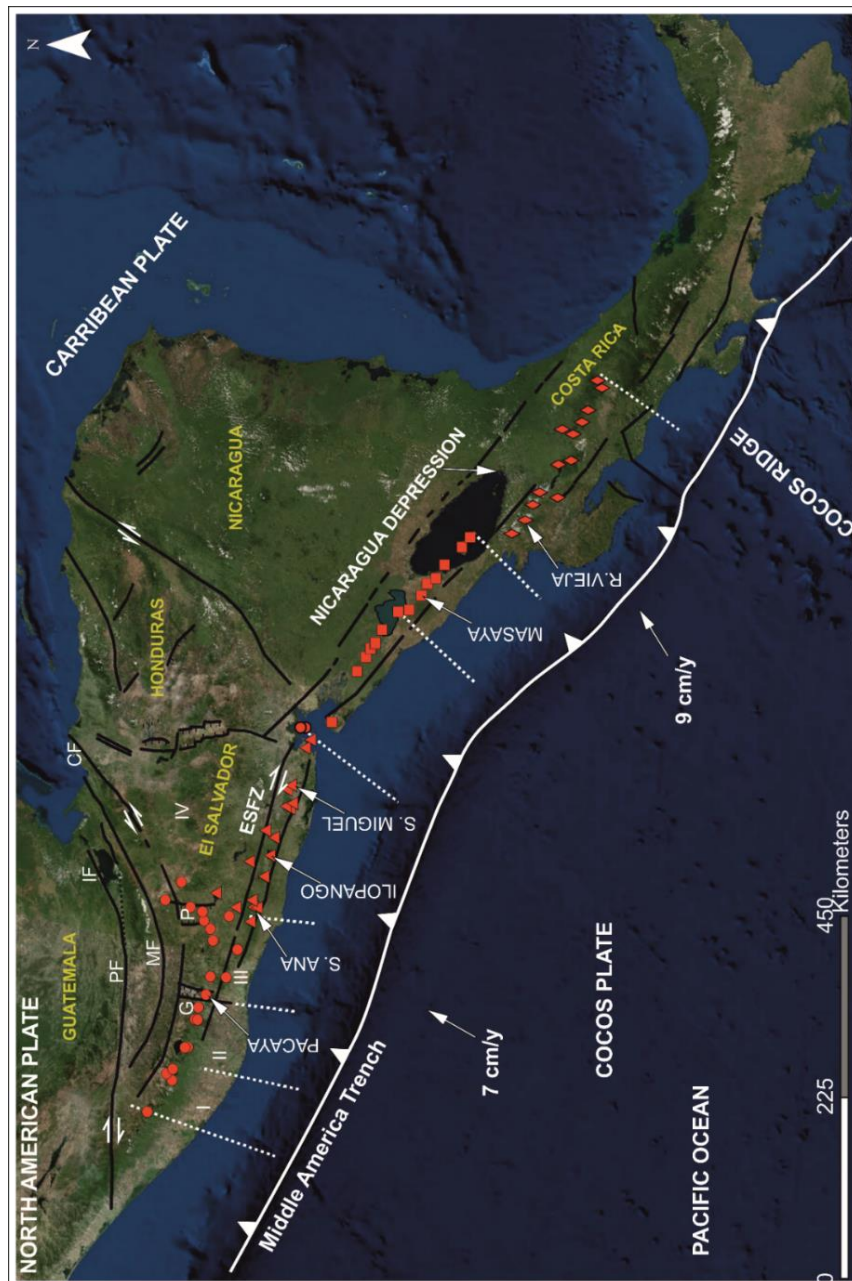 N
NORTH AMERICAN PLATE
CARRIBEAN PLATE
GUATEMALA
IF
CF
PF
MF
HONDURAS
NICARAGUA
IV
P
EI SALVADOR
ESFZ
NICARAGUA DEPRESSION
COSTA RICA
G
I
II
III
PACAYA
S. ANA
ILOPANGO
S. MIGUEL
MASAYA
R.VIEJA
Middle America Trench
7 cm/y
9 cm/y
COCOS RIDGE
COCOS PLATE
PACIFIC OCEAN
0
225
450
Kilometers